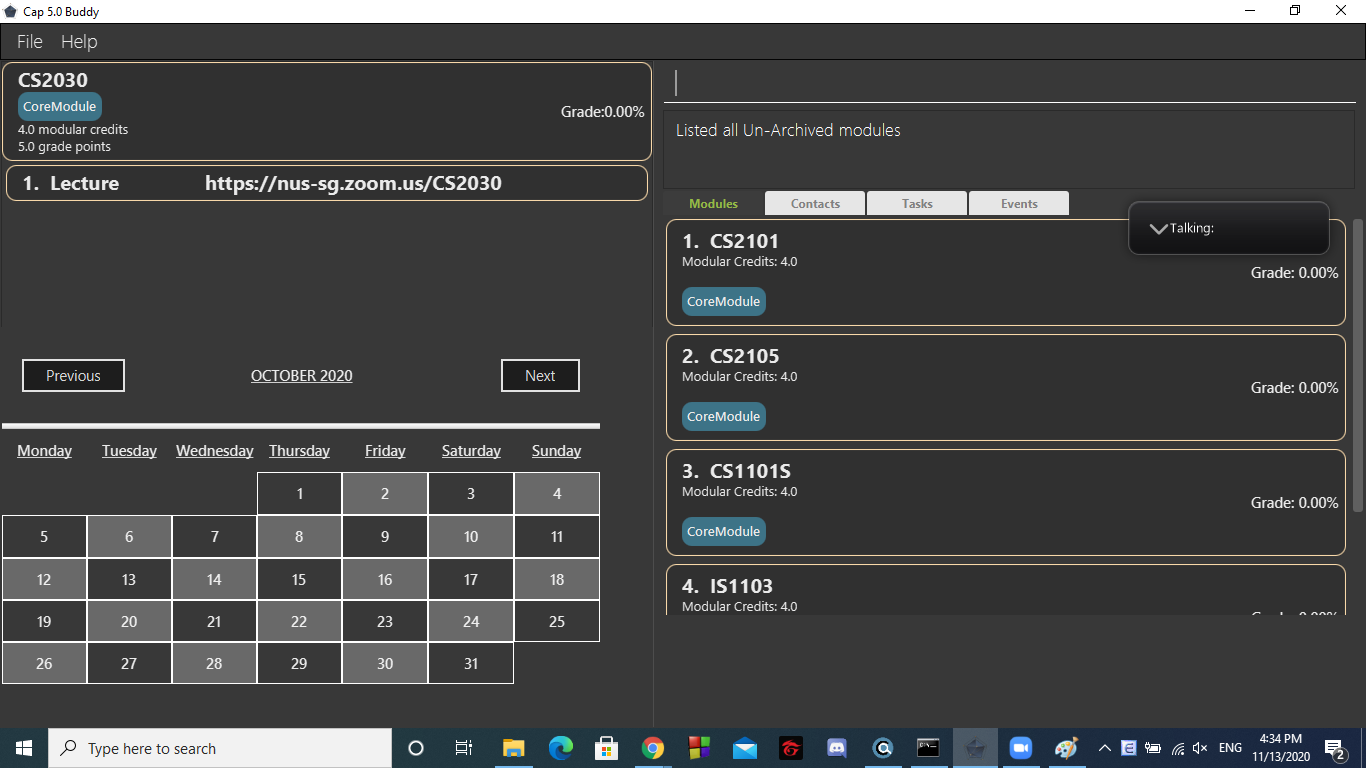 Cap 5.0 Buddy
File Help
CS2030
CoreModule
Grade:0.00%
4.0 modular credits
5.0 grade points
1. Lecture https://nus-sg.zoom.us/CS2030
Previous OCTOBER 2020 Next
Monday Tuesday Wednesday Thursday Friday Saturday Sunday
1 2 3 4
5 6 7 8 9 10 11
12 13 14 15 16 17 18
19 20 21 22 23 24 25
26 27 28 29 30 31
Listed all Un-Archived modules
Modules Contacts Tasks Events
Talking:
1. CS2101
Modular Credits: 4.0
Grade: 0.00%
CoreModule
2. CS2105
Modular Credits: 4.0
Grade: 0.00%
CoreModule
3. CS1101S
Modular Credits: 4.0
Grade: 0.00%
CoreModule
4. IS1103
Modular Credits: 4.0
Type here to search
ENG
4:34 PM
11/13/2020
2